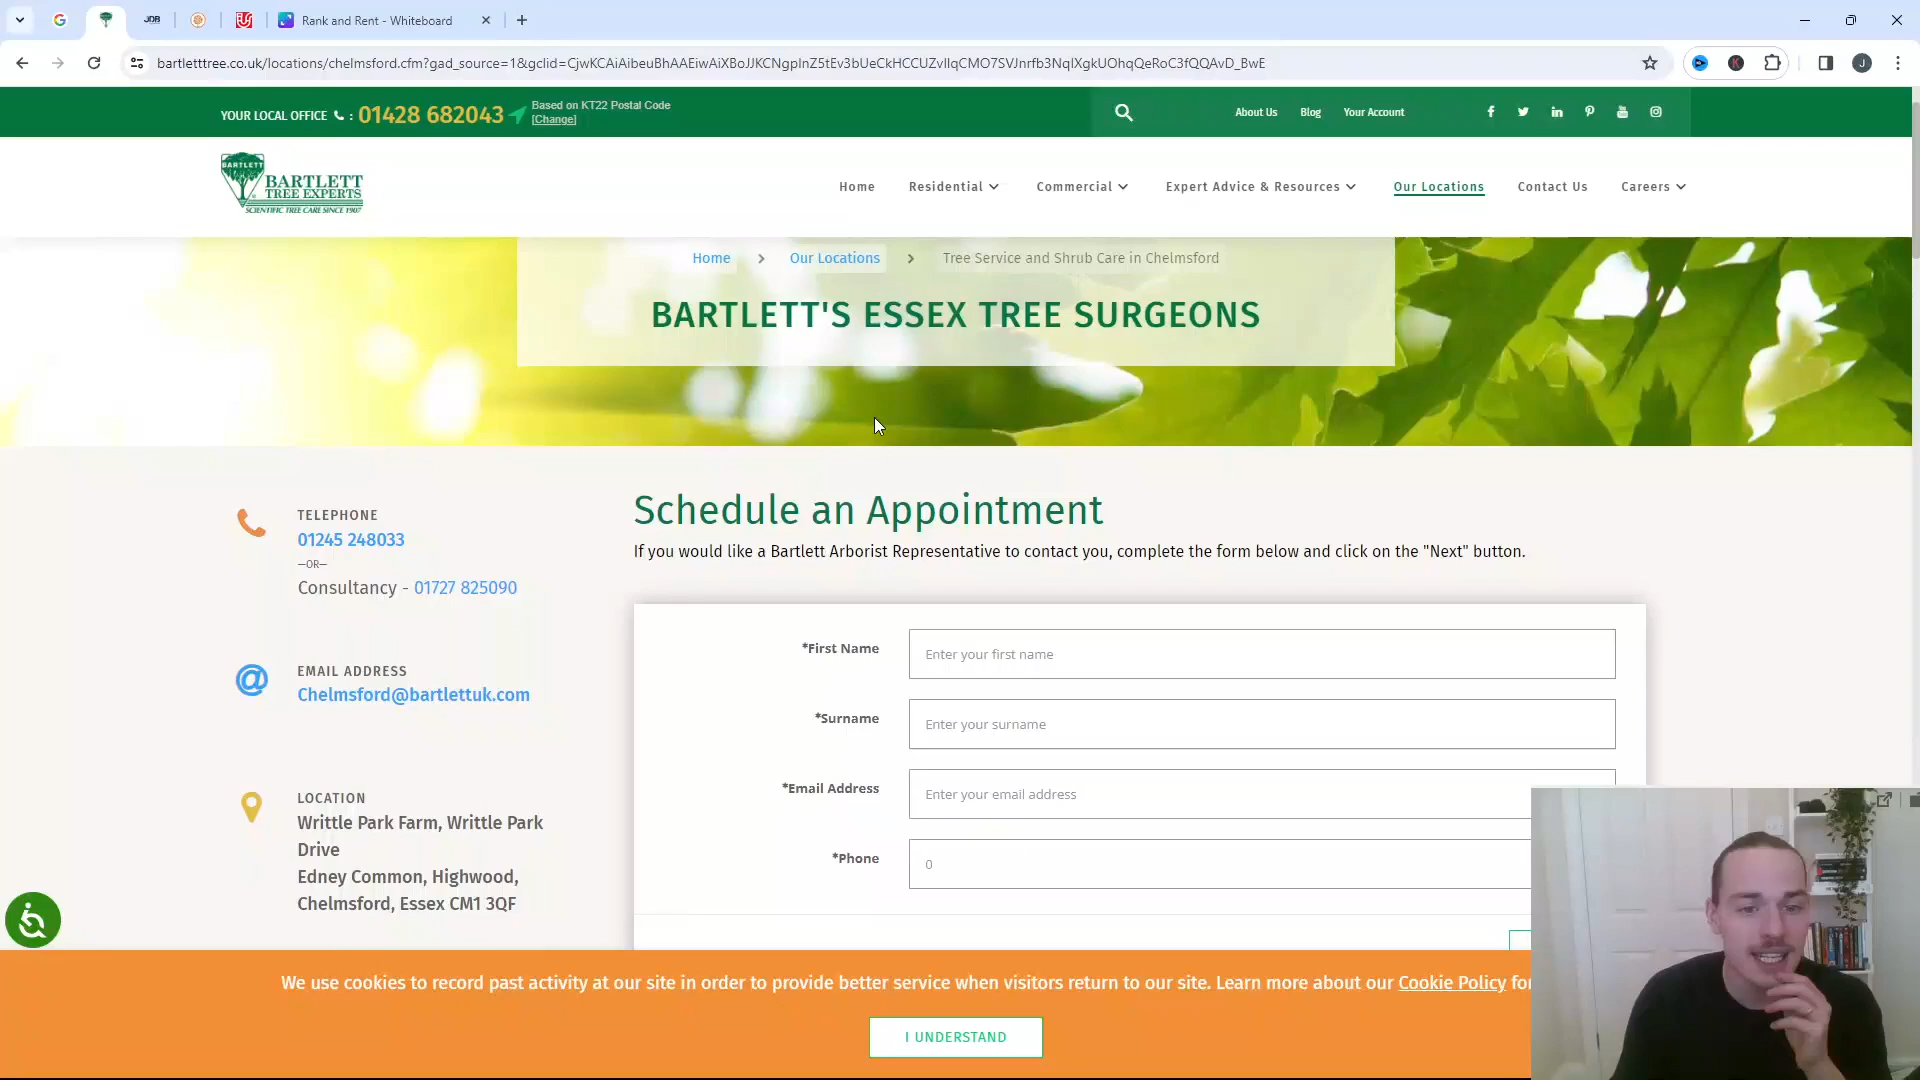 JDB
Rank and Rent - Whiteboard
bartletttree.co.uk/locations/chelmsford.cfm?gad_source=1&gclid=CjwKCAiAibeuBhAAEiwAiXBoJJKCNgpInZ5tEv3bUeCkHCCUZvIlqCMO7SVJnrfb3NqlXgkUOhqQeRoC3fQQAvD_BwE
YOUR LOCAL OFFICE : 01428 682043
Based on KT22 Postal Code
[Change]
About Us Blog Your Account
BARTLETT
BARTLETT
TREE EXPERTS
SCIENTIFIC TREE CARE SINCE 1907
Home Residential Commercial Expert Advice & Resources Our Locations Contact Us Careers
Home > Our Locations > Tree Service and Shrub Care in Chelmsford
BARTLETT'S ESSEX TREE SURGEONS
TELEPHONE
01245 248033
—OR—
Consultancy - 01727 825090
EMAIL ADDRESS
Chelmsford@bartlettuk.com
LOCATION
Writtle Park Farm, Writtle Park
Drive
Edney Common, Highwood,
Chelmsford, Essex CM1 3QF
Schedule an Appointment
If you would like a Bartlett Arborist Representative to contact you, complete the form below and click on the "Next" button.
*First Name
Enter your first name
*Surname
Enter your surname
*Email Address
Enter your email address
*Phone
0
We use cookies to record past activity at our site in order to provide better service when visitors return to our site. Learn more about our Cookie Policy for
I UNDERSTAND